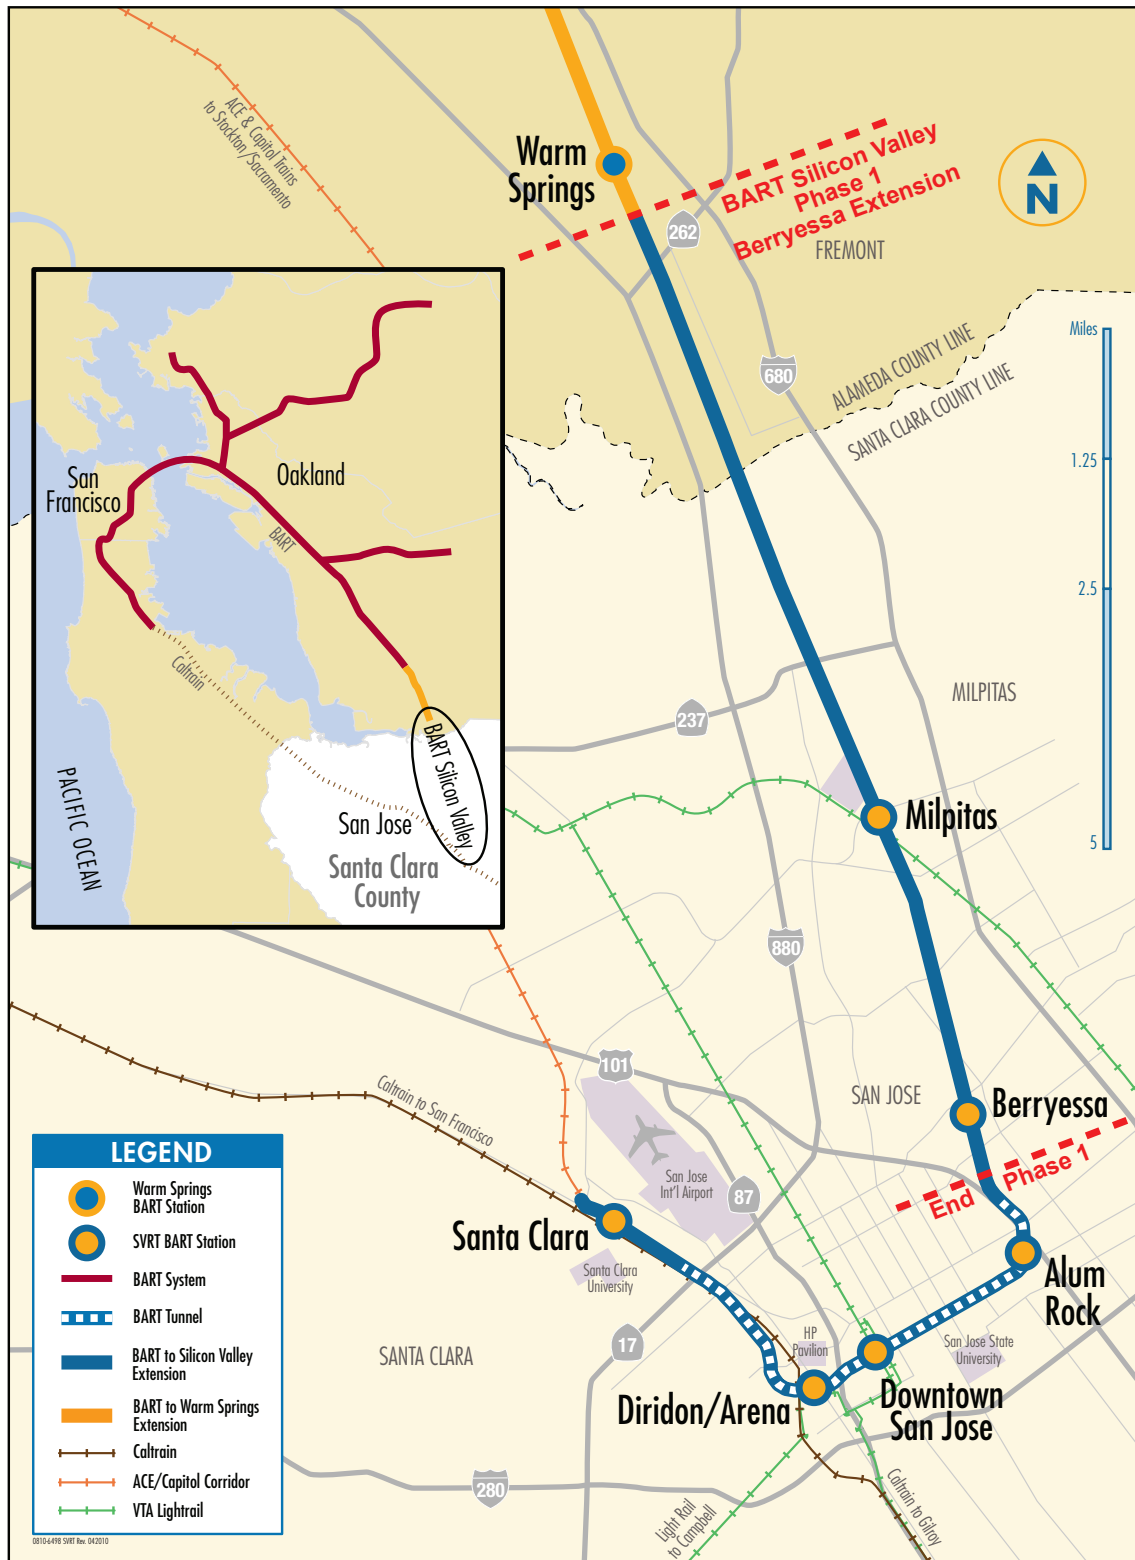 ACE & Capitol Trains
to Stockton/Sacramento
Warm
Springs
BART Silicon Valley
Phase 1
Berryessa Extension
N
262
FREMONT
680
ALAMEDA COUNTY LINE
SANTA CLARA COUNTY LINE
Miles
1.25
2.5
5
San
Francisco
Oakland
BART
Caltrain
PACIFIC OCEAN
BART Silicon Valley
San Jose
Santa Clara
County
237
MILPITAS
Milpitas
880
101
Caltrain to San Francisco
SAN JOSE
Berryessa
End Phase 1
San Jose
Int'l Airport
87
Santa Clara
Santa Clara
University
Alum
Rock
17
HP
Pavilion
San Jose State
University
SANTA CLARA
Diridon/Arena
Downtown
San Jose
280
Light Rail
to Campbell
Caltrain to Gilroy
LEGEND
Warm Springs
BART Station
SVRT BART Station
BART System
BART Tunnel
BART to Silicon Valley
Extension
BART to Warm Springs
Extension
Caltrain
ACE/Capitol Corridor
VTA Lightrail
0810-6498 SVRT Rev. 042010